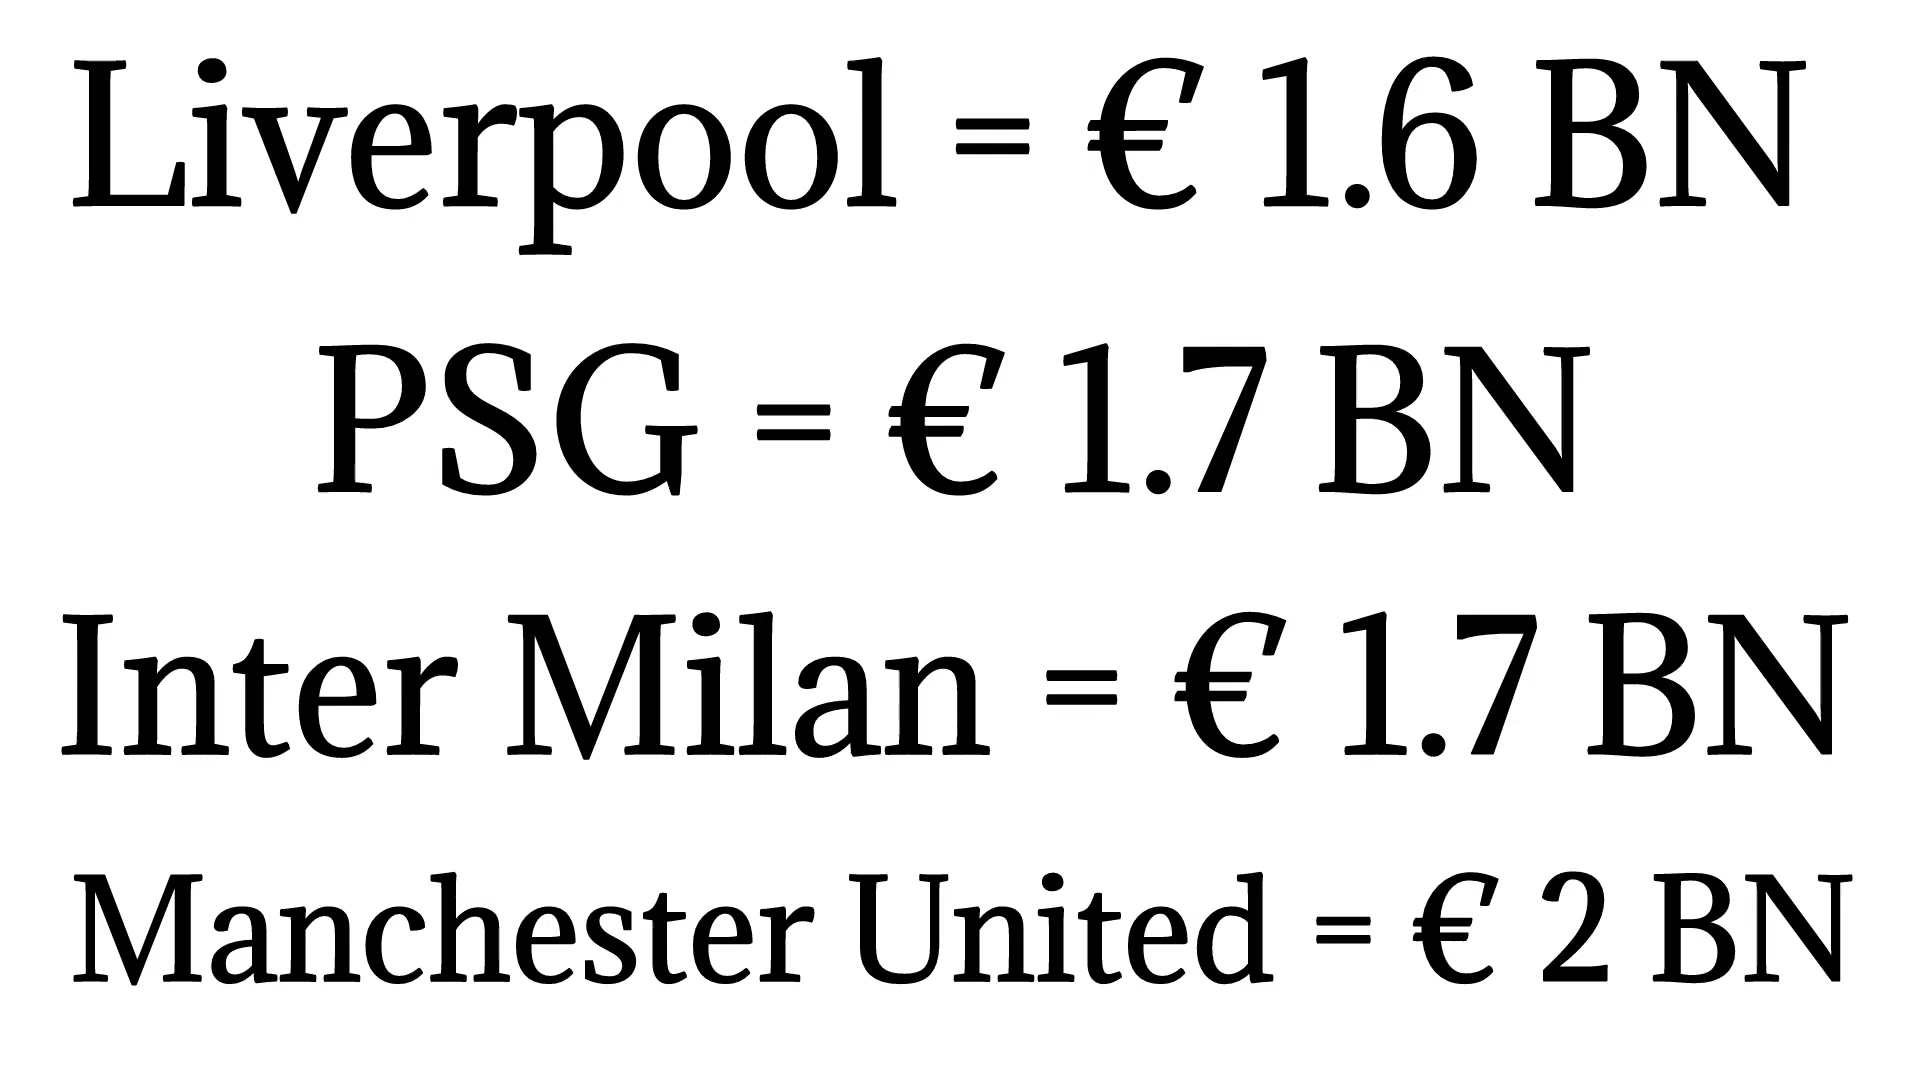 Liverpool = € 1.6 BN
PSG = € 1.7 BN
Inter Milan = € 1.7 BN
Manchester United = € 2 BN